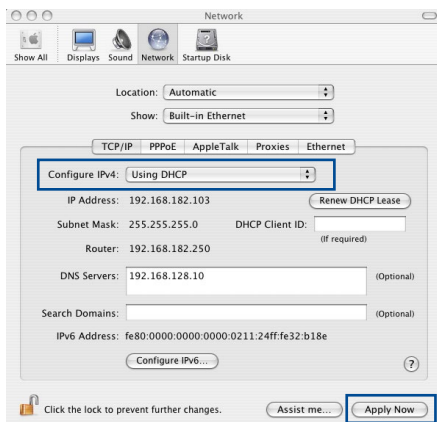 Network
Show All Displays Sound Network Startup Disk
Location: Automatic
Show: Built-in Ethernet
TCP/IP PPPoE AppleTalk Proxies Ethernet
Configure IPv4: Using DHCP
IP Address: 192.168.182.103 Renew DHCP Lease
Subnet Mask: 255.255.255.0 DHCP Client ID:
(If required)
Router: 192.168.182.250
DNS Servers: 192.168.128.10 (Optional)
Search Domains: (Optional)
IPv6 Address: fe80:0000:0000:0000:0211:24ff:fe32:b18e
Configure IPv6... ?
Click the lock to prevent further changes. Assist me... Apply Now